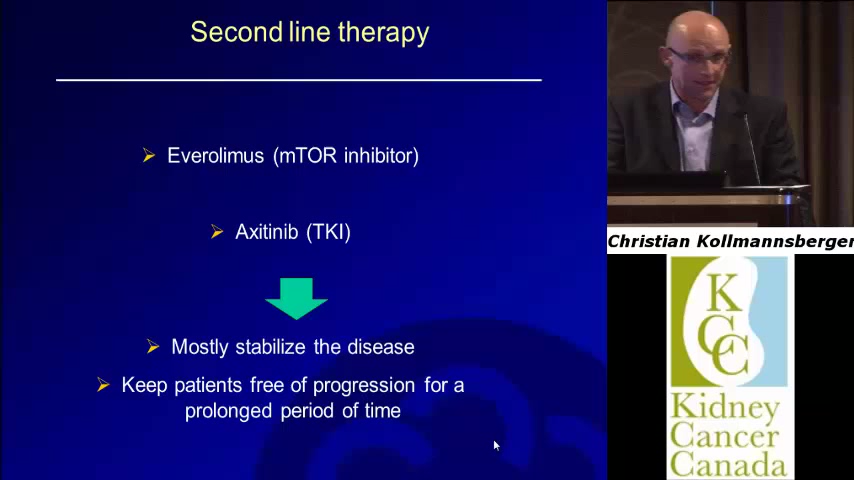 Second line therapy
Everolimus (mTOR inhibitor)
Axitinib (TKI)
Mostly stabilize the disease
Keep patients free of progression for a
prolonged period of time
Christian Kollmannsberger
KCC
Kidney
Cancer
Canada